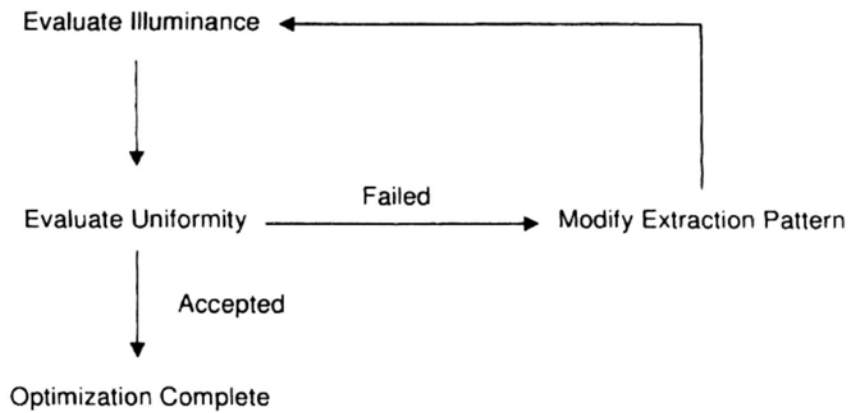 Evaluate Illuminance
Failed
Evaluate Uniformity
Modify Extraction Pattern
Accepted
Optimization Complete